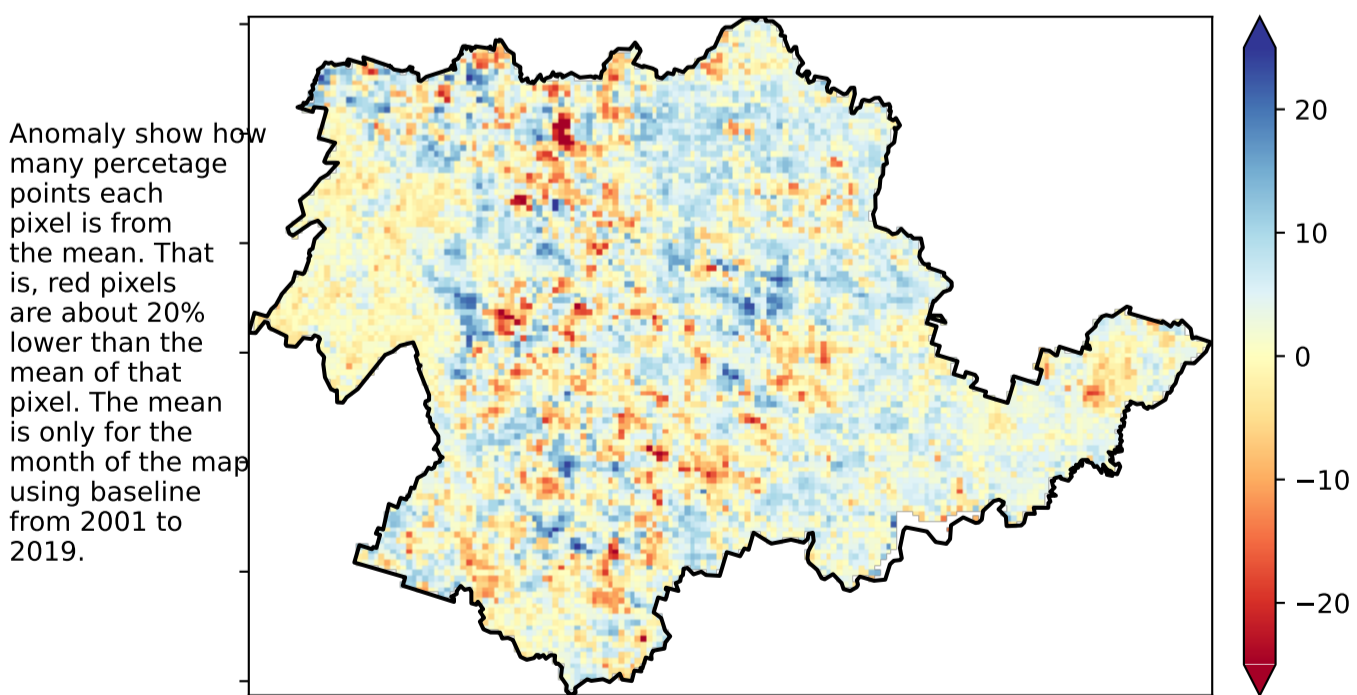 Anomaly show how
many percetage
points each
pixel is from
the mean. That
is, red pixels
are about 20%
lower than the
mean of that
pixel. The mean
is only for the
month of the map
using baseline
from 2001 to
2019.
20
10
0
−10
−20